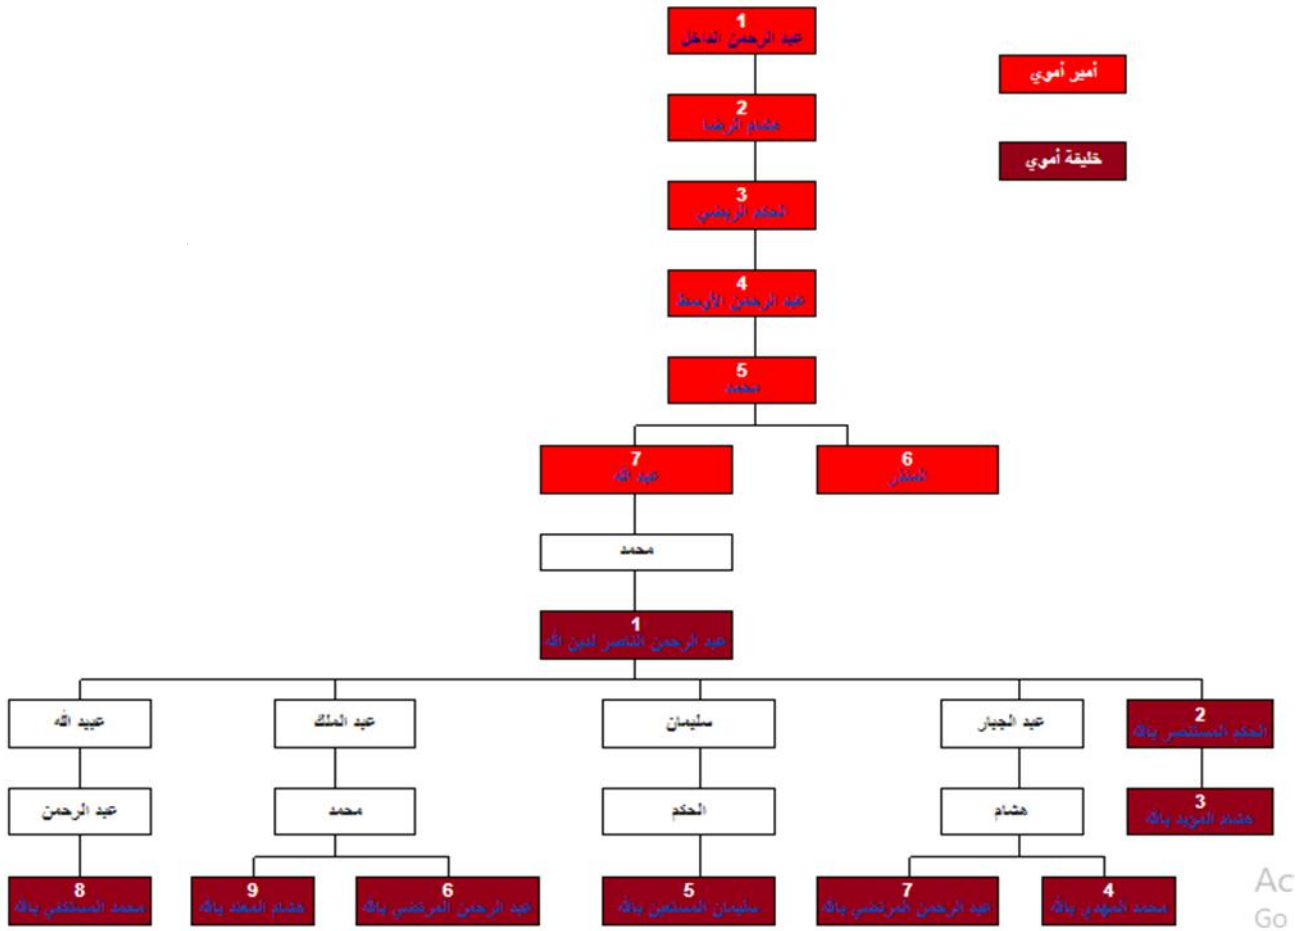 1
عبد الرحمن الداخل
أمير أموي
2
هشام الرضا
خليفة أموي
3
الحكم الربضي
4
عبد الرحمن الأوسط
5
محمد
6
المنذر
7
عبد الله
محمد
1
عبد الرحمن الناصر لدين الله
2
الحكم المستنصر بالله
عبد الجبار
سليمان
عبد الملك
عبيد الله
3
هشام المؤيد بالله
هشام
الحكم
محمد
عبد الرحمن
4
محمد المهدي بالله
7
عبد الرحمن المرتضي بالله
5
سليمان المستعين بالله
6
عبد الرحمن المرتضي بالله
9
هشام المعتد بالله
8
محمد المستكفي بالله
Ac
Go